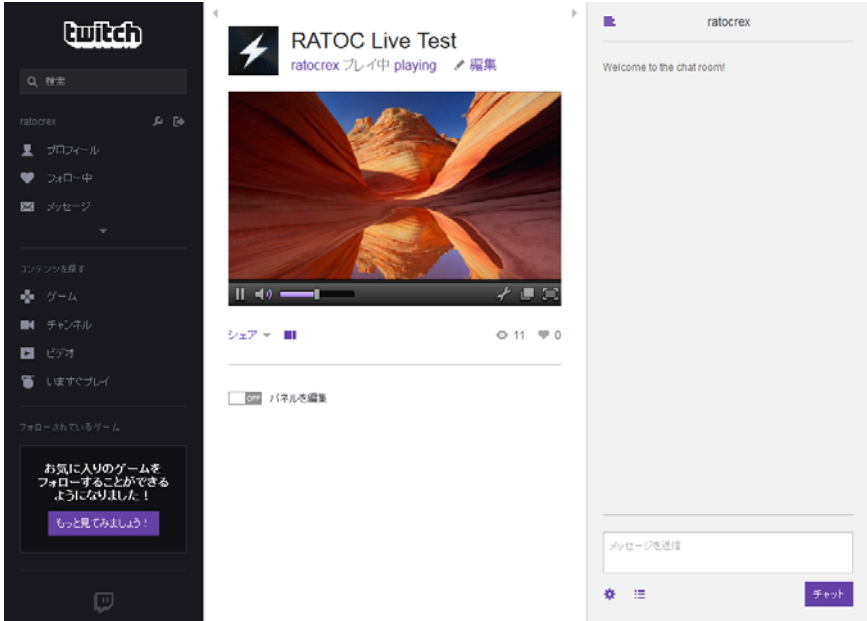 twitch
検索
ratocrex
プロフィール
フォロー中
メッセージ
コンテンツを探す
ゲーム
チャンネル
ビデオ
いますぐプレイ
フォローされているゲーム
お気に入りのゲームを
フォローすることができる
ようになりました！
もっと見てみましょう！
RATOC Live Test
ratocrex プレイ中 playing 編集
シェア 11 0
OFF パネルを編集
ratocrex
Welcome to the chat room!
メッセージを送信
チャット